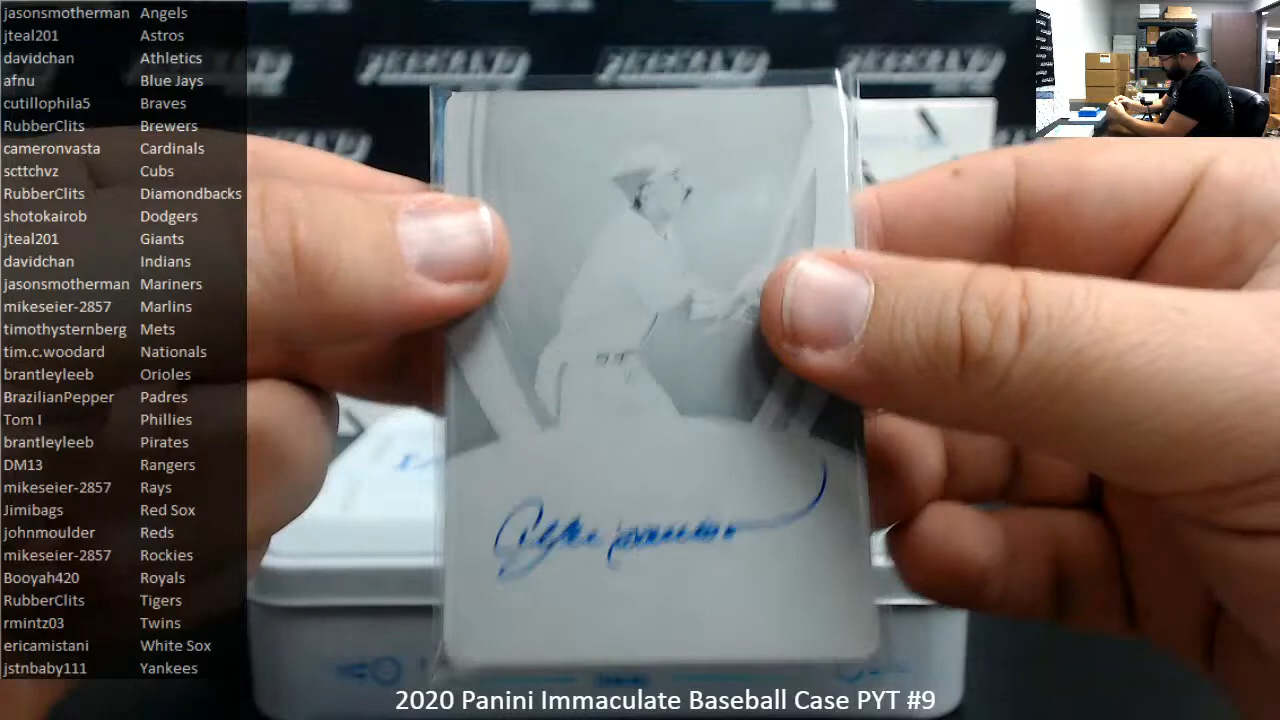 jasonsmotherman Angels
jteal201 Astros
davidchan Athletics
afnu Blue Jays
cutillophila5 Braves
RubberClits Brewers
cameronvasta Cardinals
scttchvz Cubs
RubberClits Diamondbacks
shotokairob Dodgers
jteal201 Giants
davidchan Indians
jasonsmotherman Mariners
mikeseier-2857 Marlins
timothysternberg Mets
tim.c.woodard Nationals
brantleyleeb Orioles
BrazilianPepper Padres
Tom I Phillies
brantleyleeb Pirates
DM13 Rangers
mikeseier-2857 Rays
Jimibags Red Sox
johnmoulder Reds
mikeseier-2857 Rockies
Booyah420 Royals
RubberClits Tigers
rmintz03 Twins
ericamistani White Sox
jstnbaby111 Yankees
2020 Panini Immaculate Baseball Case PYT #9